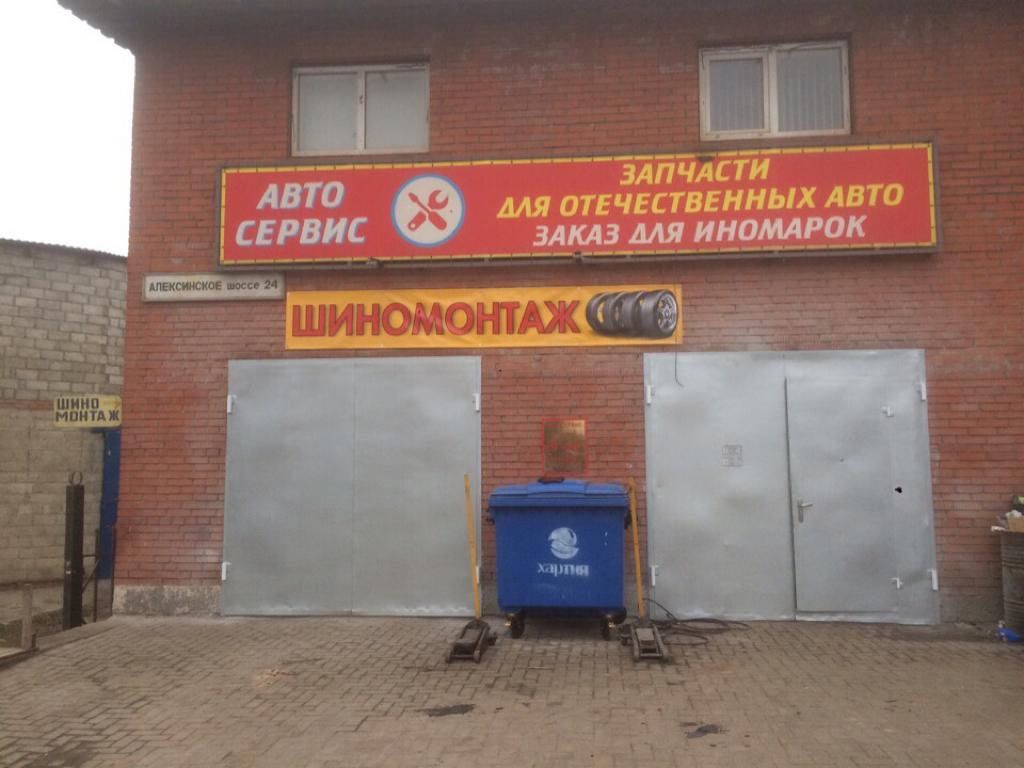 АВТО
СЕРВИС
ЗАПЧАСТИ
ДЛЯ ОТЕЧЕСТВЕННЫХ АВТО
ЗАКАЗ ДЛЯ ИНОМАРОК
АЛЕКСИНСКОЕ шоссе 24
ШИНОМОНТАЖ
ШИНО
МОНТАЖ
хартия